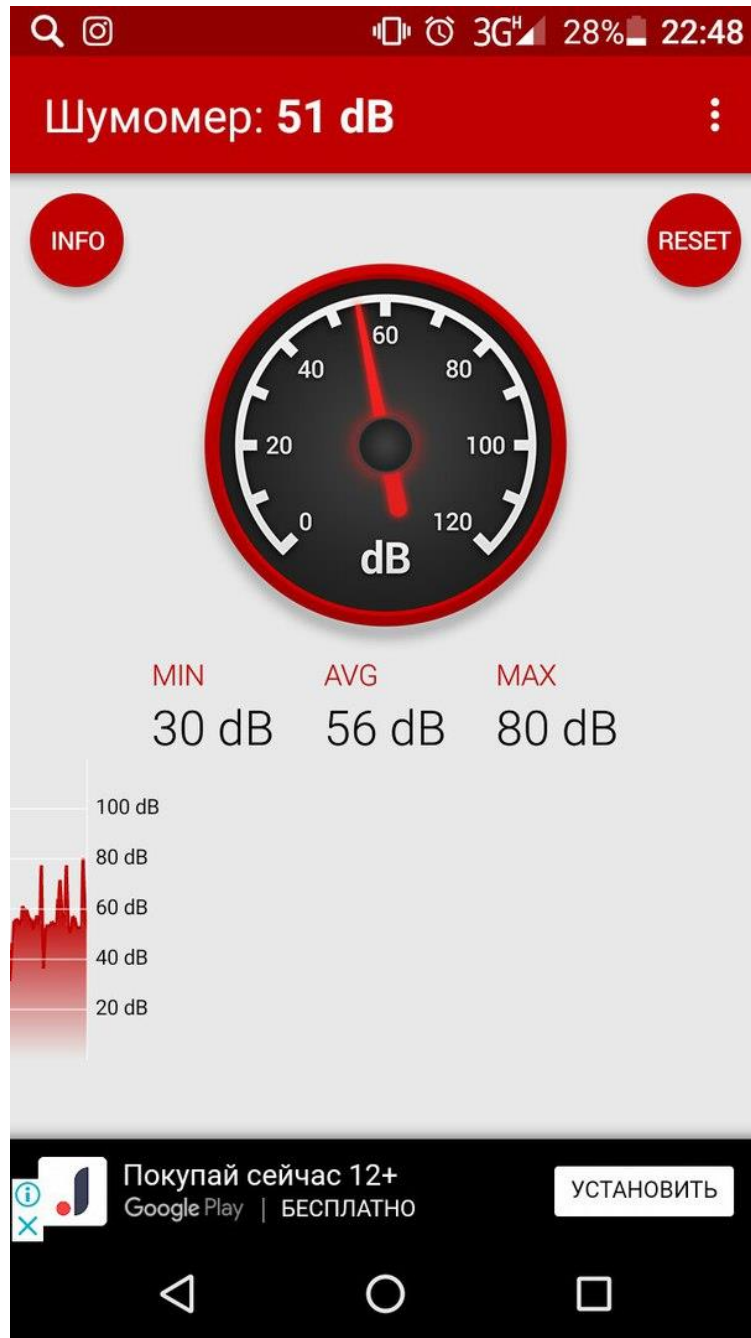 3G H 28% 22:48
Шумомер: 51 dB
INFO
RESET
60
40 80
20 100
0 120
dB
MIN AVG MAX
30 dB 56 dB 80 dB
100 dB
80 dB
60 dB
40 dB
20 dB
Покупай сейчас 12+
Google Play | БЕСПЛАТНО
УСТАНОВИТЬ